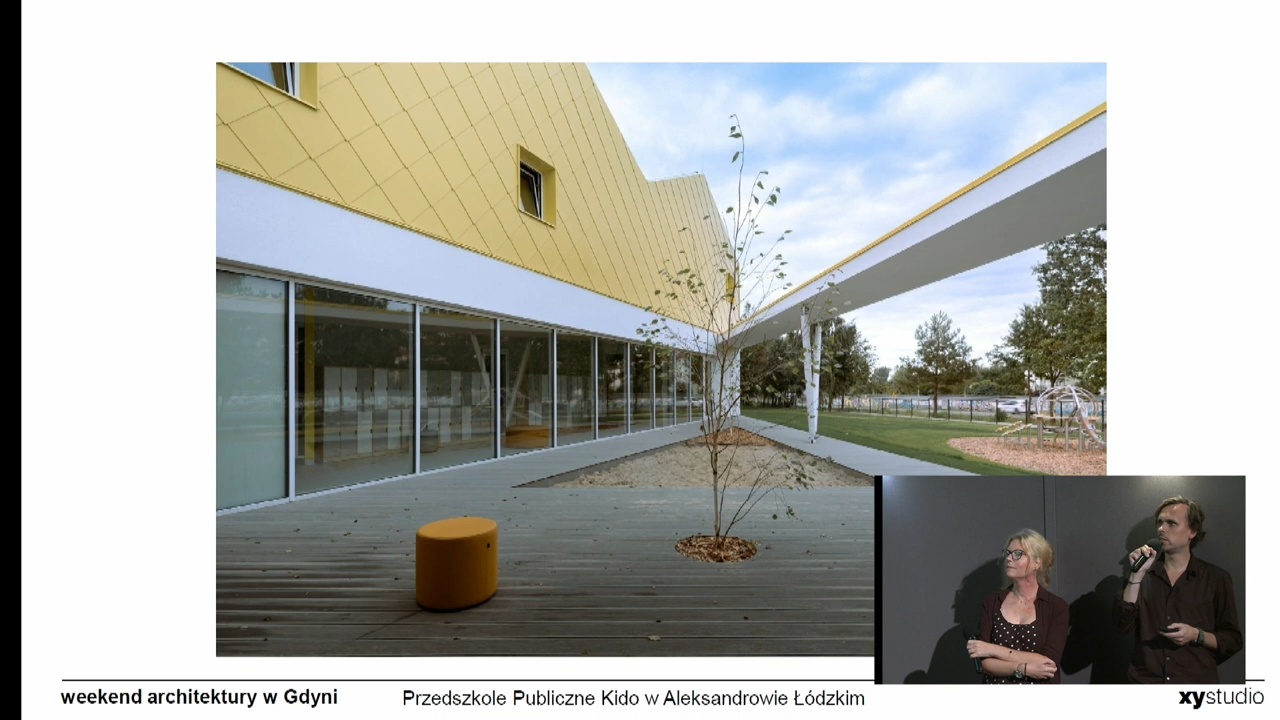 weekend architektury w Gdyni
Przedszkole Publiczne Kido w Aleksandrowie Łódzkim
xystudio